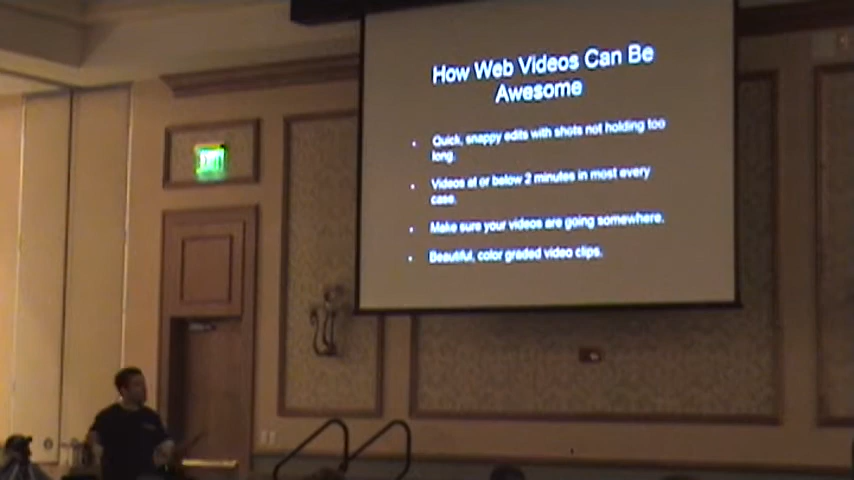 How Web Videos Can Be
Awesome
Quick, snappy edits with shots not holding too
long.
Videos at or below 2 minutes in most every
case.
Make sure your videos are going somewhere.
Beautiful, color graded video clips.
EXIT